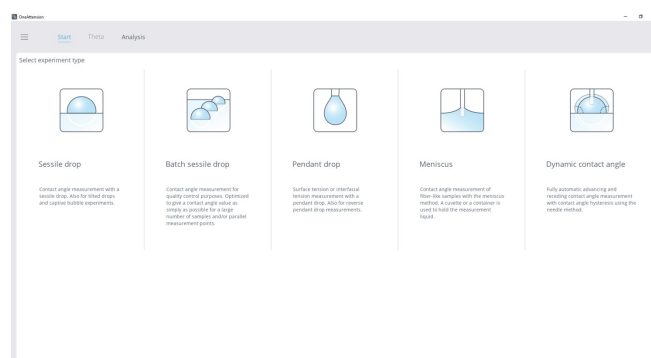 OneAttension
Start Theta Analysis
Select experiment type
Sessile drop
Contact angle measurement with a
sessile drop. Also for tilted drops
and captive bubble experiments.
Batch sessile drop
Contact angle measurement for
quality control purposes. Optimized
to give a contact angle value as
simply as possible for a large
number of samples and/or parallel
measurement points.
Pendant drop
Surface tension or interfacial
tension measurement with a
pendant drop. Also for reverse
pendant drop measurements.
Meniscus
Contact angle measurement of
fiber-like samples with the meniscus
method. A cuvette or a container is
used to hold the measurement
liquid.
Dynamic contact angle
Fully automatic advancing and
receding contact angle measurement
with contact angle hysteresis using the
needle method.